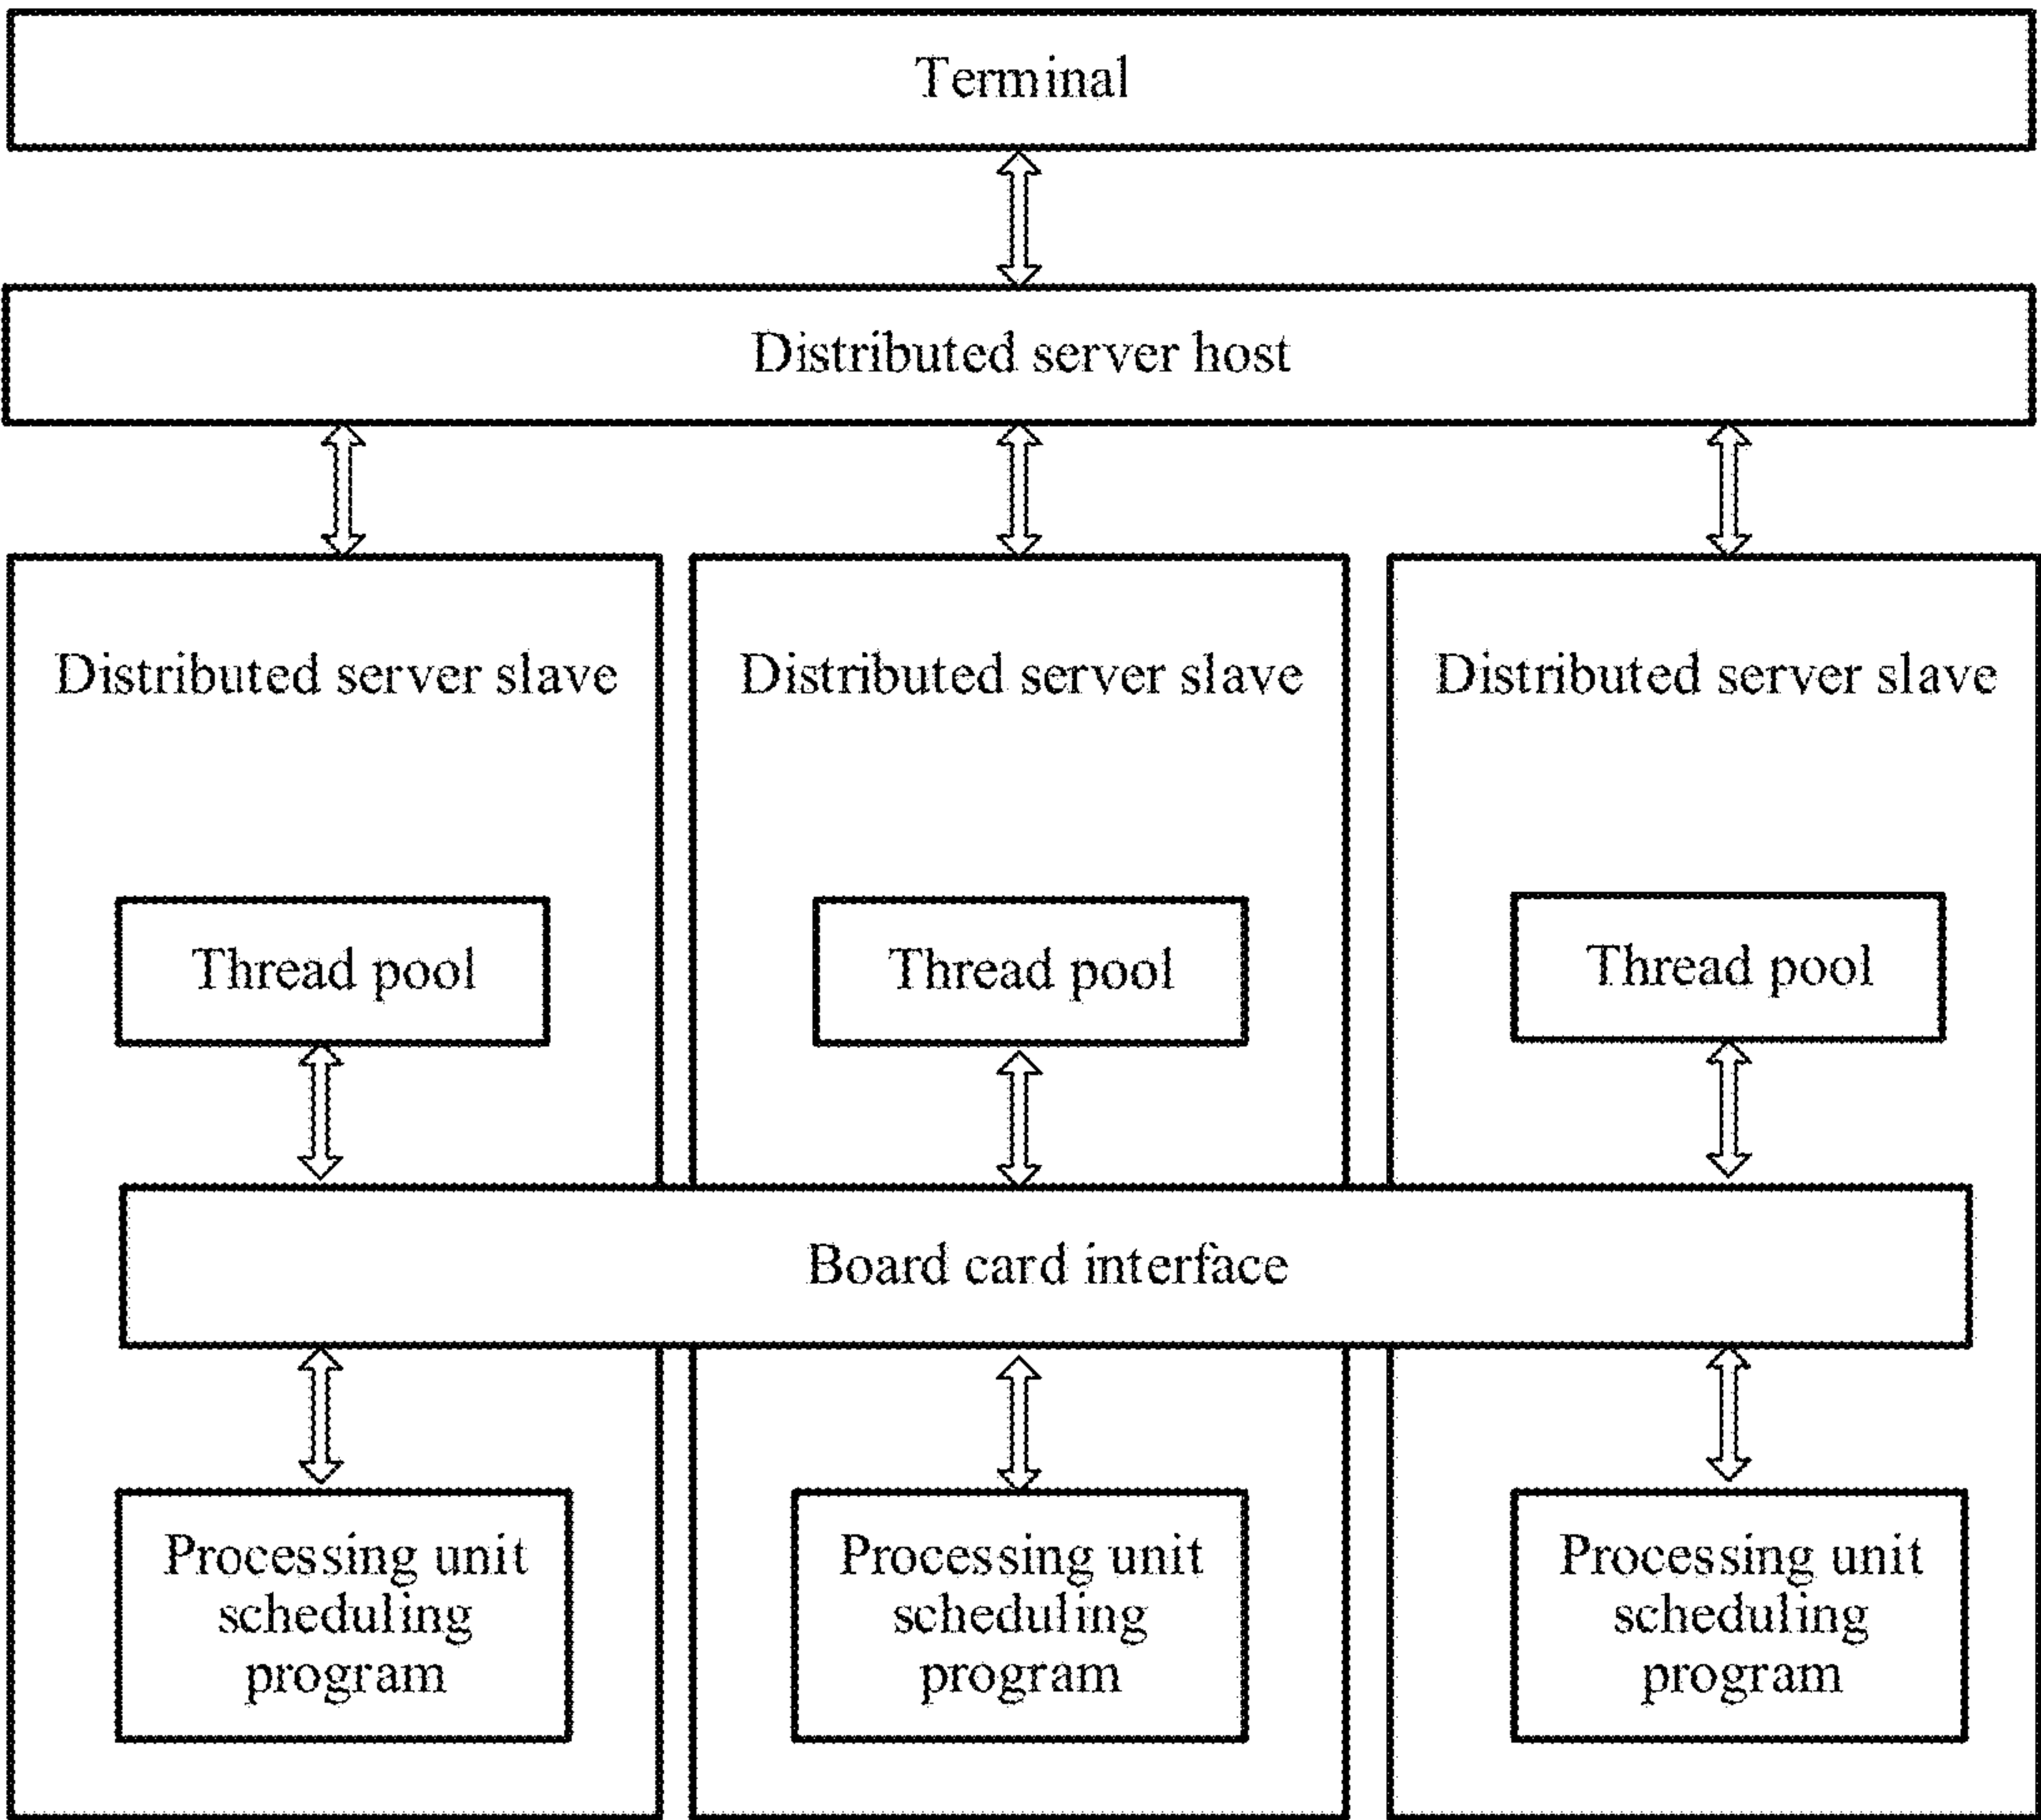 Terminal
Distributed server host
Distributed server slave
Distributed server slave
Distributed server slave
Thread pool
Thread pool
Thread pool
Board card interface
Processing unit
scheduling
program
Processing unit
scheduling
program
Processing unit
scheduling
program